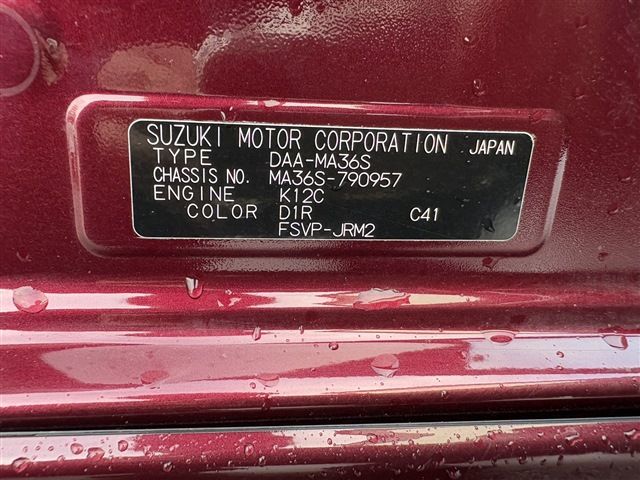 SUZUKI MOTOR CORPORATION JAPAN
TYPE DAA-MA36S
CHASSIS NO. MA36S-790957
ENGINE K12C
COLOR D1R C41
FSVP-JRM2